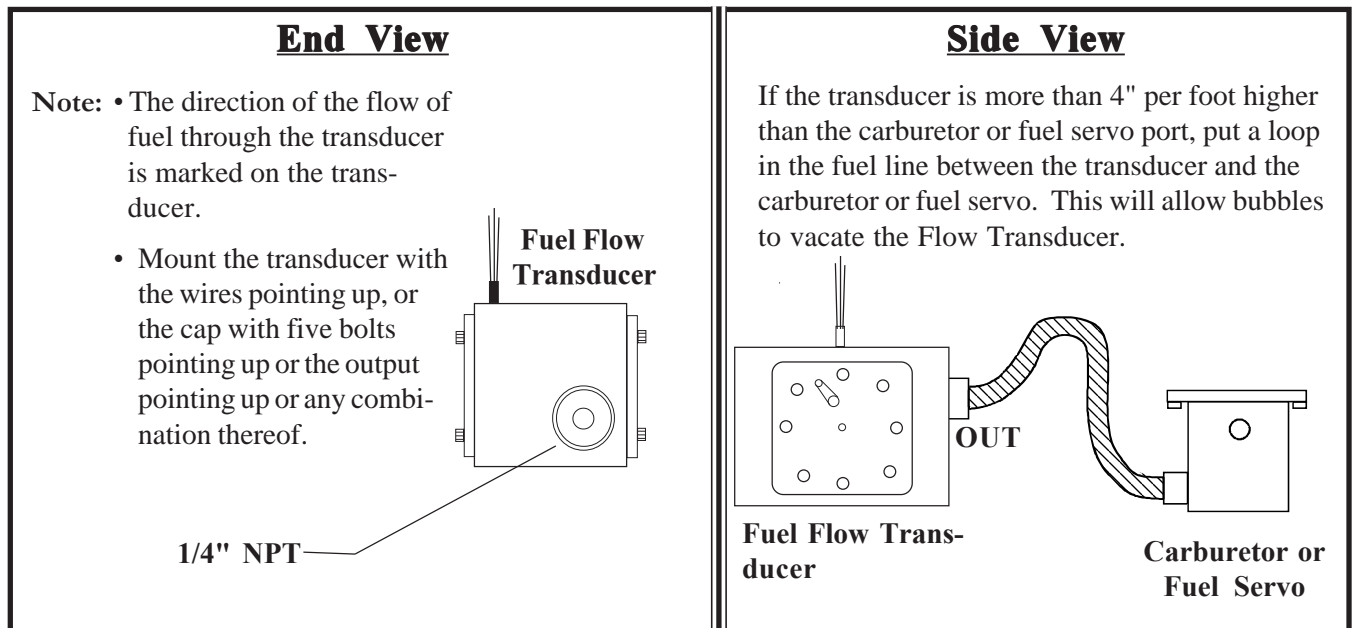 End View
Note: • The direction of the flow of
fuel through the transducer
is marked on the trans-
ducer.
• Mount the transducer with
the wires pointing up, or
the cap with five bolts
pointing up or the output
pointing up or any combi-
nation thereof.
Fuel Flow
Transducer
1/4" NPT
Side View
If the transducer is more than 4" per foot higher
than the carburetor or fuel servo port, put a loop
in the fuel line between the transducer and the
carburetor or fuel servo.  This will allow bubbles
to vacate the Flow Transducer.
OUT
Fuel Flow Trans-
ducer
Carburetor or
Fuel Servo